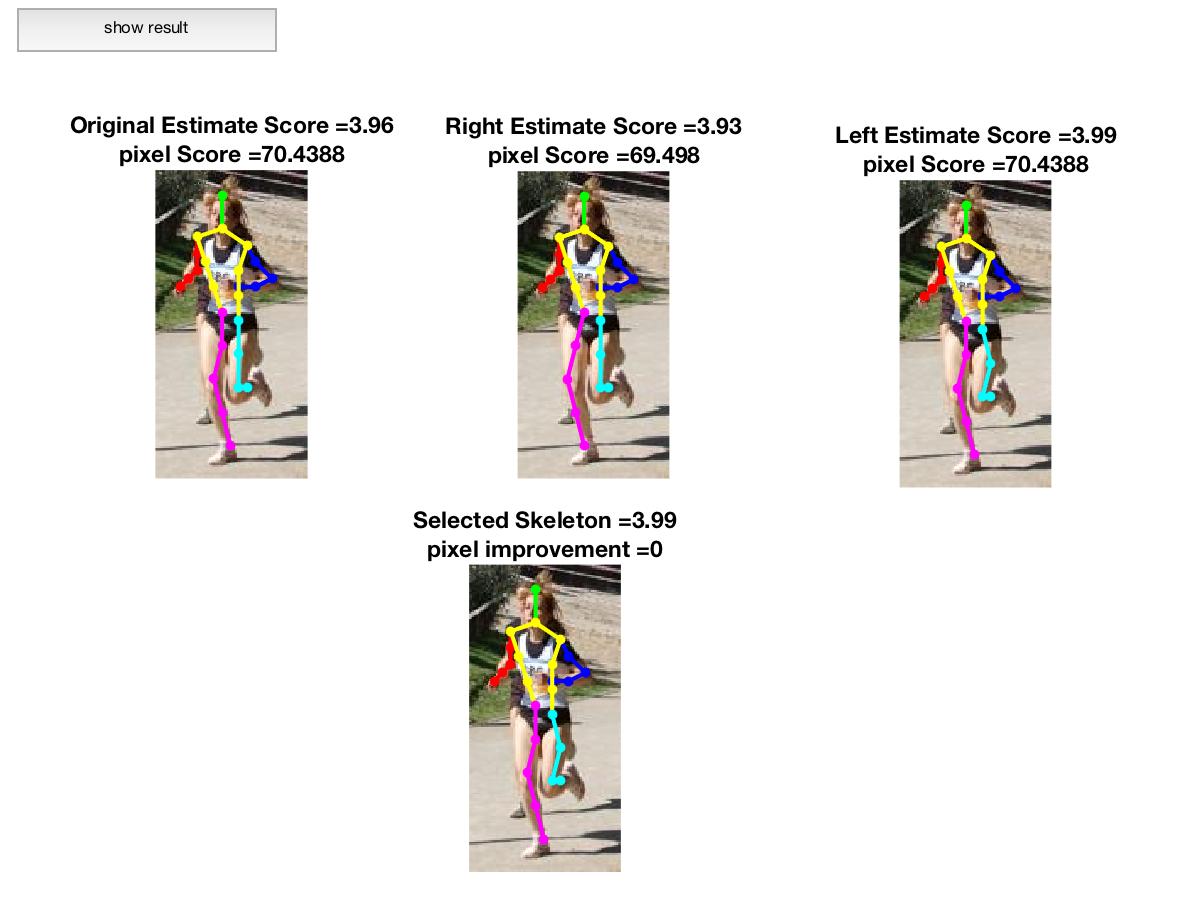 show result
Original Estimate Score =3.96
pixel Score =70.4388
Right Estimate Score =3.93
pixel Score =69.498
Left Estimate Score =3.99
pixel Score =70.4388
Selected Skeleton =3.99
pixel improvement =0